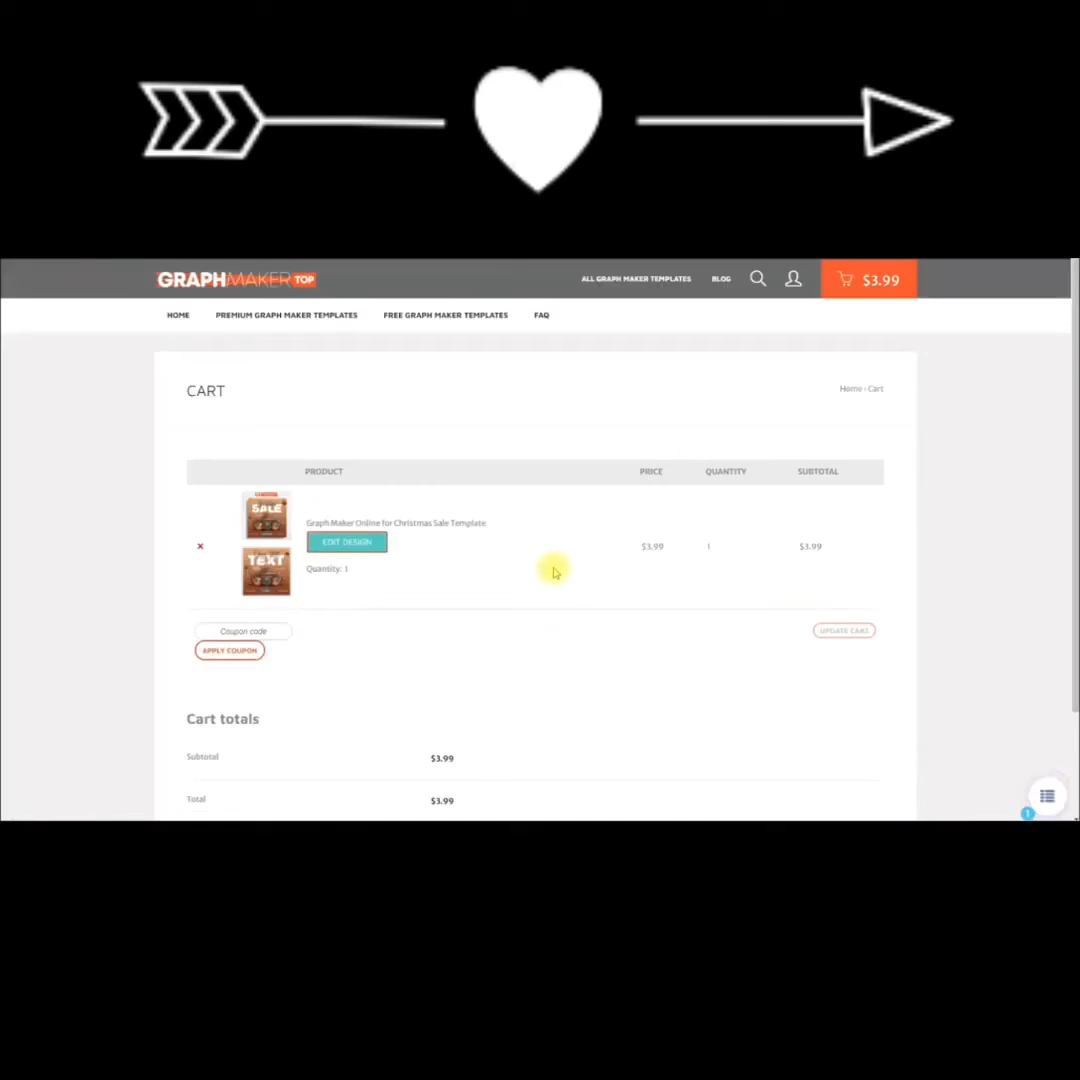 GRAPHMAKER TOP
ALL GRAPH MAKER TEMPLATES
BLOG
$3.99
HOME
PREMIUM GRAPH MAKER TEMPLATES
FREE GRAPH MAKER TEMPLATES
FAQ
CART
Home › Cart
PRODUCT
PRICE
QUANTITY
SUBTOTAL
SALE
TEXT
×
Graph Maker Online for Christmas Sale Template
EDIT DESIGN
Quantity: 1
$3.99
1
$3.99
Coupon code
APPLY COUPON
UPDATE CART
Cart totals
Subtotal
$3.99
Total
$3.99
1